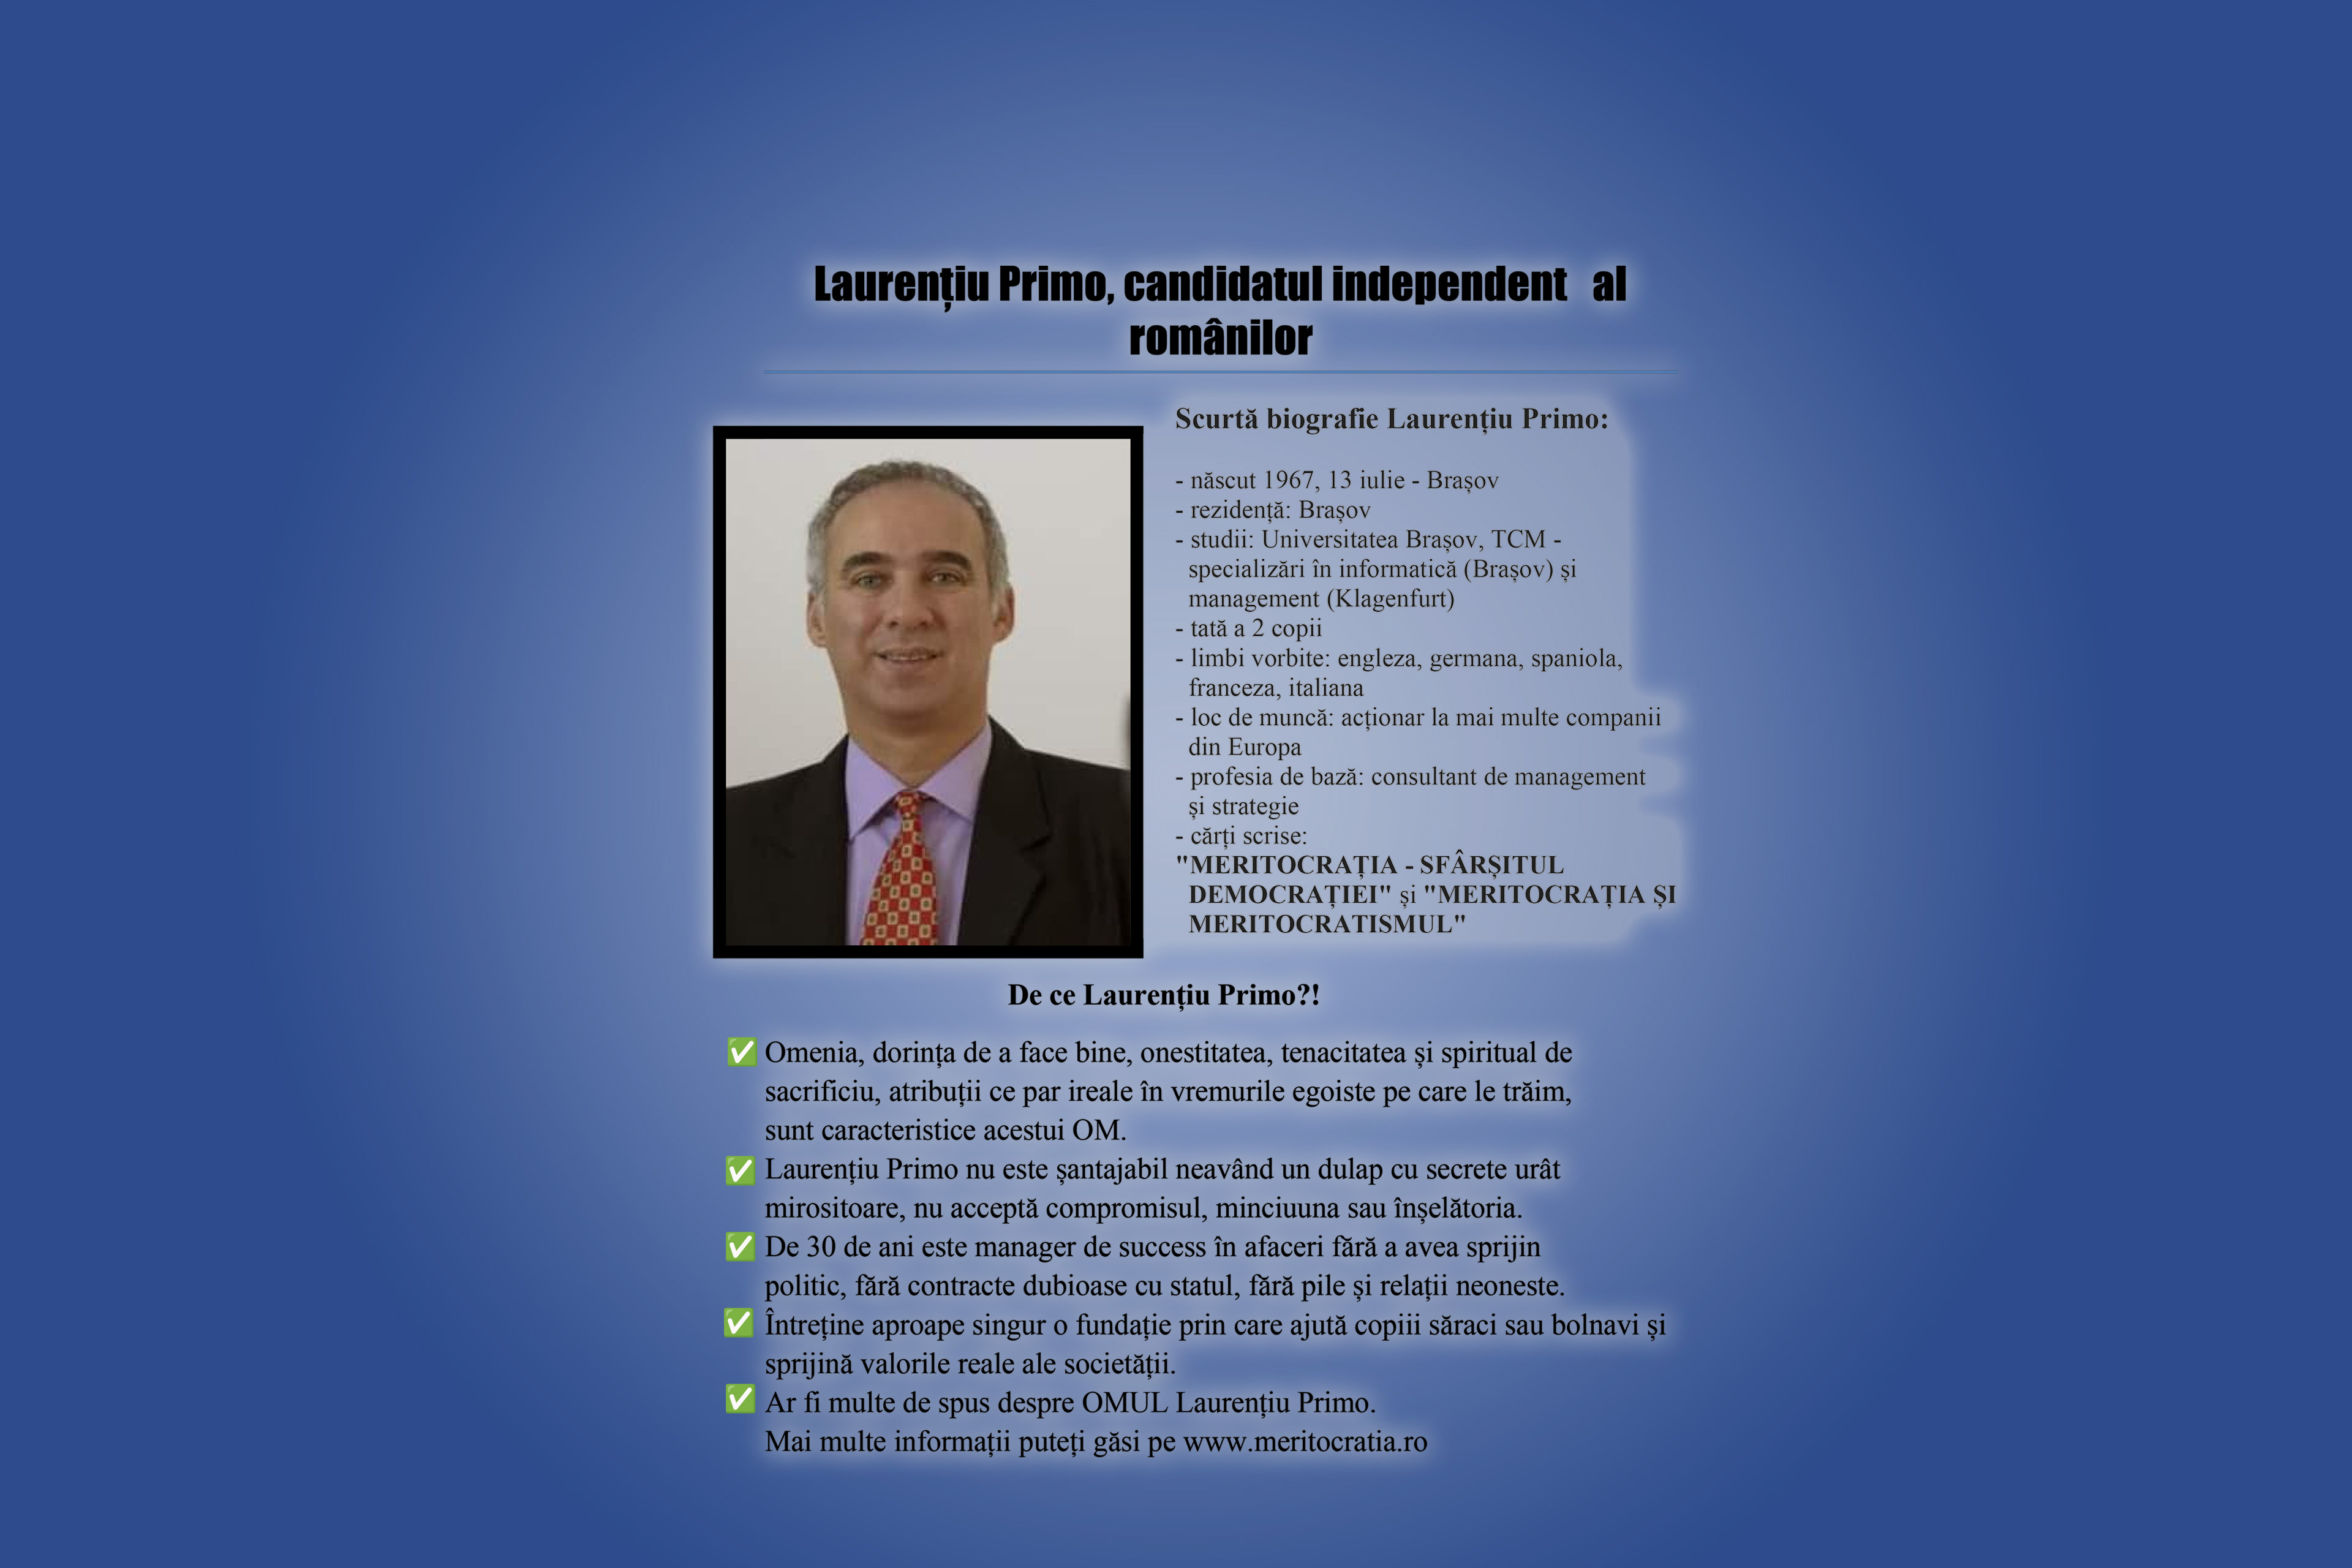 Laurențiu Primo, candidatul independent al
românilor
Scurtă biografie Laurențiu Primo:
- născut 1967, 13 iulie - Brașov
- rezidență: Brașov
- studii: Universitatea Brașov, TCM -
specializări în informatică (Brașov) și
management (Klagenfurt)
- tată a 2 copii
- limbi vorbite: engleza, germana, spaniola,
franceza, italiana
- loc de muncă: acționar la mai multe companii
din Europa
- profesia de bază: consultant de management
și strategie
- cărți scrise:
"MERITOCRAȚIA - SFÂRȘITUL
DEMOCRAȚIEI" și "MERITOCRAȚIA ȘI
MERITOCRATISMUL"
De ce Laurențiu Primo?!
✅ Omenia, dorința de a face bine, onestitatea, tenacitatea și spiritual de
sacrificiu, atribuții ce par ireale în vremurile egoiste pe care le trăim,
sunt caracteristice acestui OM.
✅ Laurențiu Primo nu este șantajabil neavând un dulap cu secrete urât
mirositoare, nu acceptă compromisul, minciuuna sau înșelătoria.
✅ De 30 de ani este manager de success în afaceri fără a avea sprijin
politic, fără contracte dubioase cu statul, fără pile și relații neoneste.
✅ Întreține aproape singur o fundație prin care ajută copiii săraci sau bolnavi și
sprijină valorile reale ale societății.
✅ Ar fi multe de spus despre OMUL Laurențiu Primo.
Mai multe informații puteți găsi pe www.meritocratia.ro